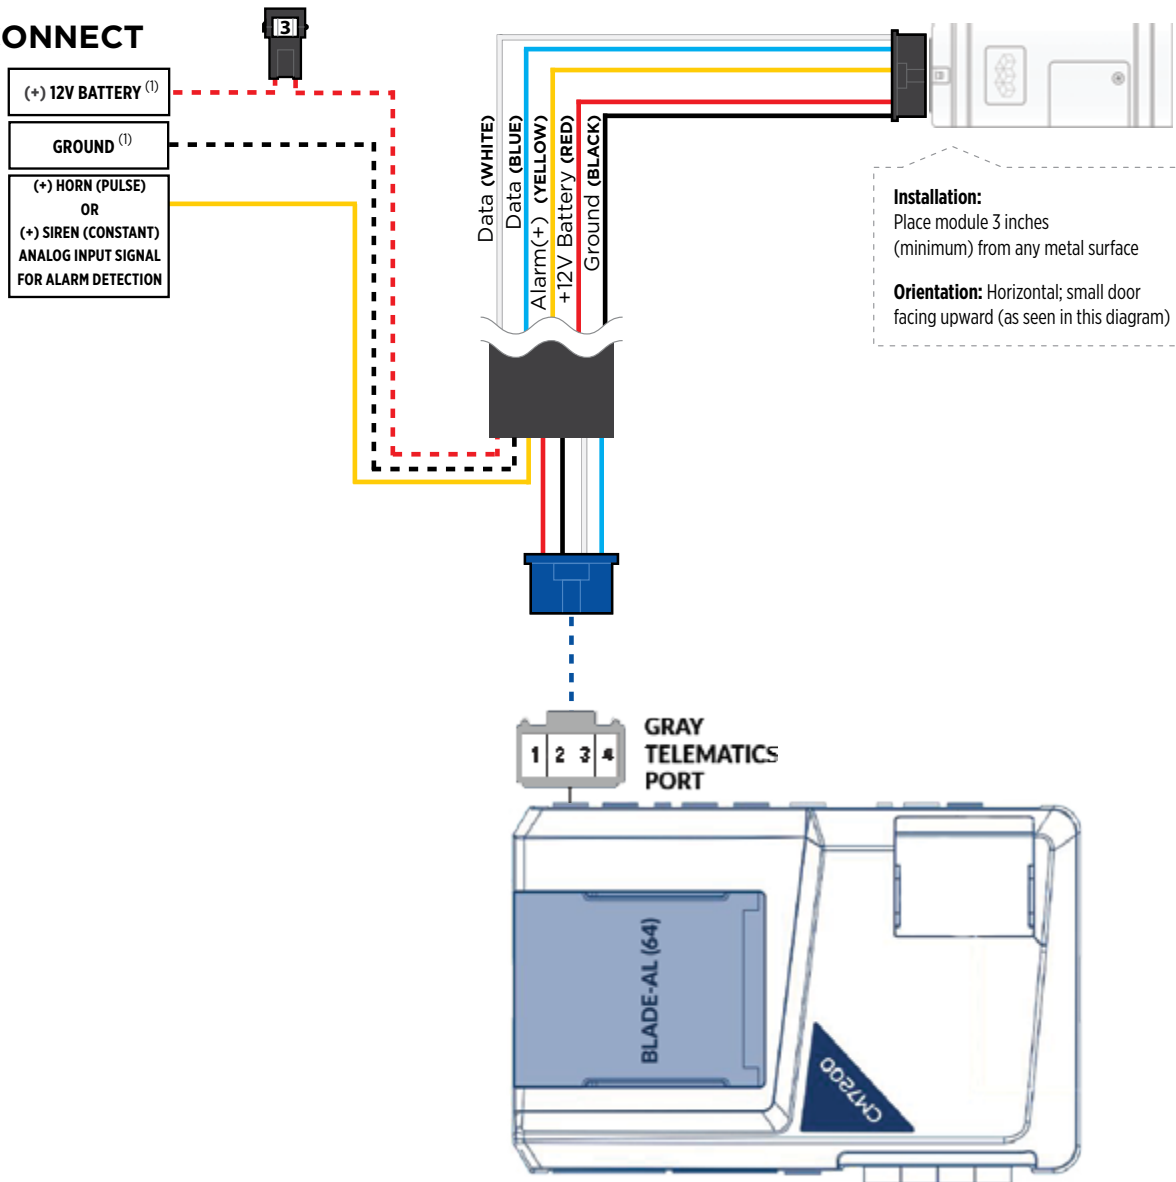 ONNECT
3
(+) 12V BATTERY (1)
GROUND (1)
(+) HORN (PULSE)
OR
(+) SIREN (CONSTANT)
ANALOG INPUT SIGNAL
FOR ALARM DETECTION
Data (WHITE)
Data (BLUE)
Alarm(+) (YELLOW)
+12V Battery (RED)
Ground (BLACK)
Installation:
Place module 3 inches
(minimum) from any metal surface
Orientation: Horizontal; small door
facing upward (as seen in this diagram)
1 2 3 4
GRAY
TELEMATICS
PORT
BLADE-AL (64)
CM7200